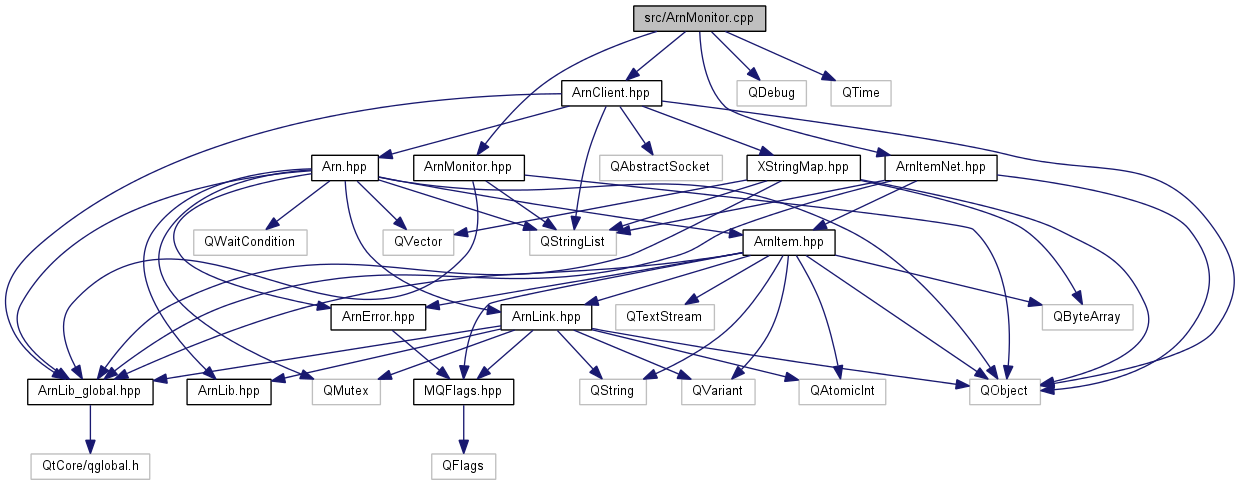 src/ArnMonitor.cpp
ArnClient.hpp
QDebug
QTime
Arn.hpp
ArnMonitor.hpp
QAbstractSocket
XStringMap.hpp
ArnItemNet.hpp
QWaitCondition
QVector
QStringList
ArnItem.hpp
ArnError.hpp
ArnLink.hpp
QTextStream
QByteArray
ArnLib_global.hpp
ArnLib.hpp
QMutex
MQFlags.hpp
QString
QVariant
QAtomicInt
QObject
QtCore/qglobal.h
QFlags